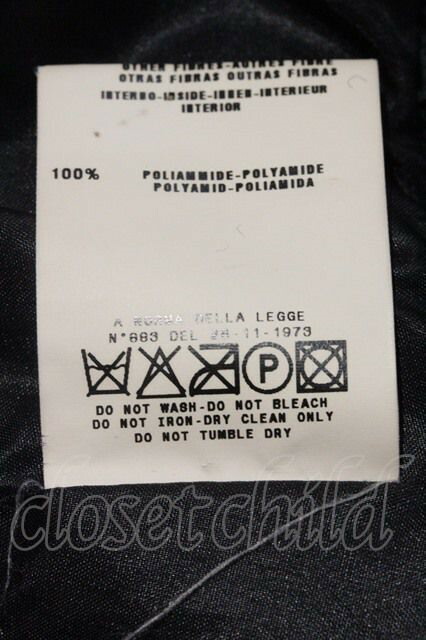 OTHER FIBRES-AUTRES FIBRE
OTRAS FIBRAS OUTRAS FIBRAS
INTERNO-INSIDE-INNEN-INTERIEUR
INTERIOR
100% POLIAMMIDE-POLYAMIDE
POLYAMID-POLIAMIDA
A NORMA DELLA LEGGE
N°883 DEL 26-11-1973
P
DO NOT WASH-DO NOT BLEACH
DO NOT IRON-DRY CLEAN ONLY
DO NOT TUMBLE DRY
closetchild